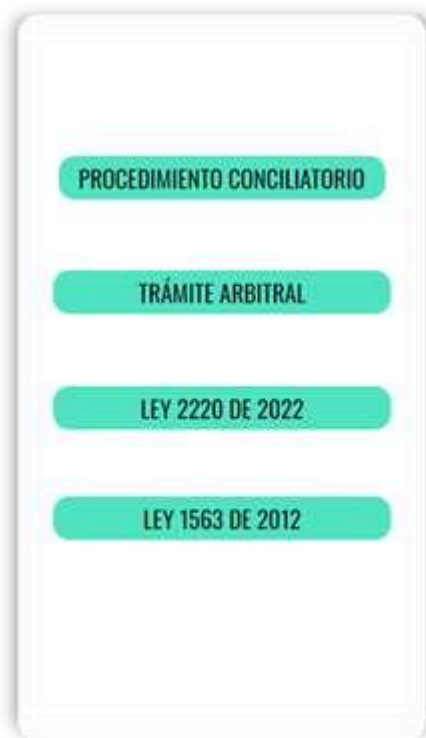 PROCEDIMIENTO CONCILIATORIO
TRÁMITE ARBITRAL
LEY 2220 DE 2022
LEY 1563 DE 2012